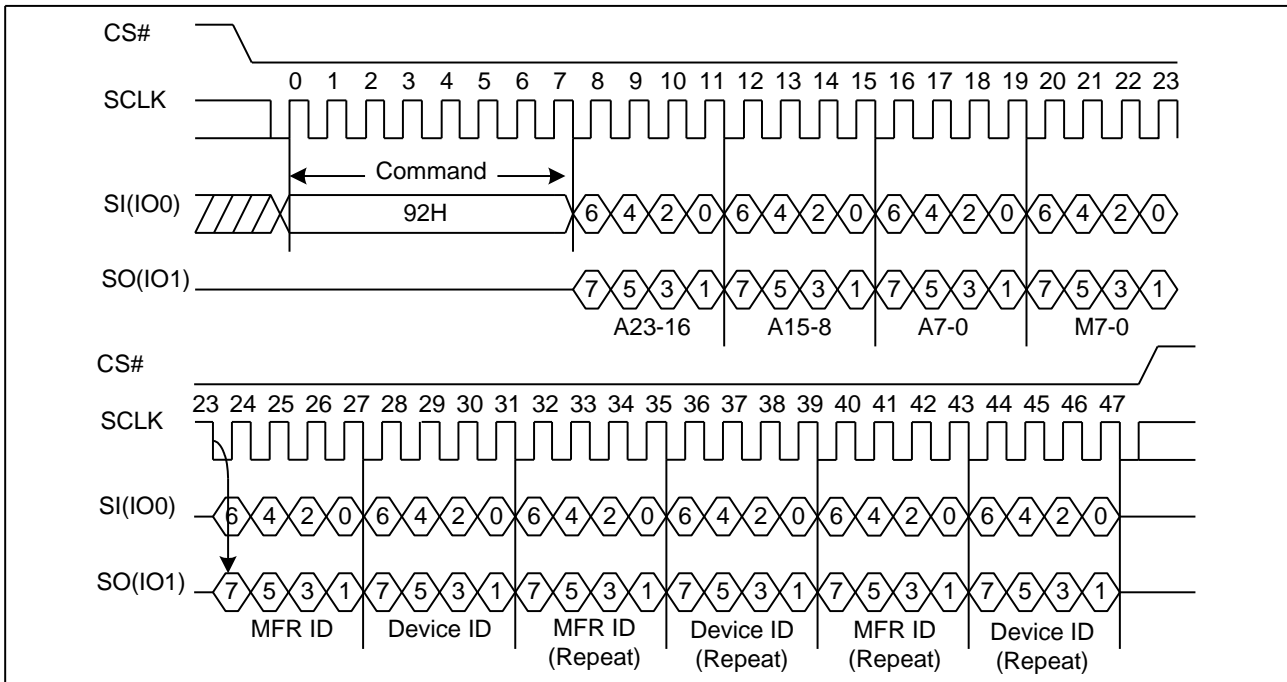 CS#
0 1 2 3 4 5 6 7 8 9 10 11 12 13 14 15 16 17 18 19 20 21 22 23
SCLK
Command
SI(IO0)
92H
6 4 2 0 6 4 2 0 6 4 2 0 6 4 2 0
SO(IO1)
7 5 3 1 7 5 3 1 7 5 3 1 7 5 3 1
A23-16 A15-8 A7-0 M7-0
CS#
23 24 25 26 27 28 29 30 31 32 33 34 35 36 37 38 39 40 41 42 43 44 45 46 47
SCLK
SI(IO0)
6 4 2 0 6 4 2 0 6 4 2 0 6 4 2 0 6 4 2 0 6 4 2 0
SO(IO1)
7 5 3 1 7 5 3 1 7 5 3 1 7 5 3 1 7 5 3 1 7 5 3 1
MFR ID Device ID MFR ID Device ID MFR ID Device ID
(Repeat) (Repeat) (Repeat) (Repeat)